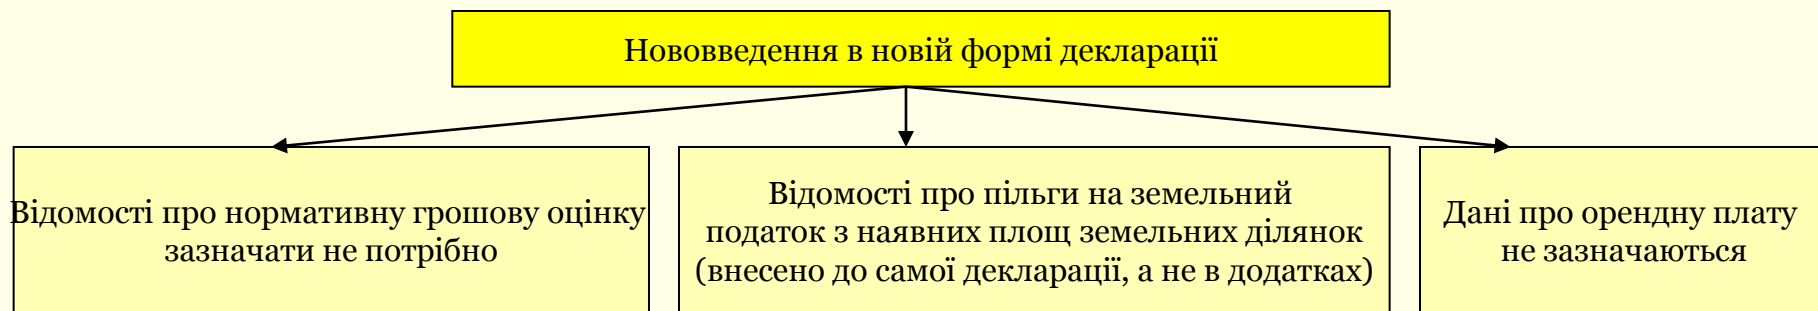 Нововведення в новій формі декларації
Відомості про нормативну грошову оцінку
зазначати не потрібно
Відомості про пільги на земельний
податок з наявних площ земельних ділянок
(внесено до самої декларації, а не в додатках)
Дані про орендну плату
не зазначаються